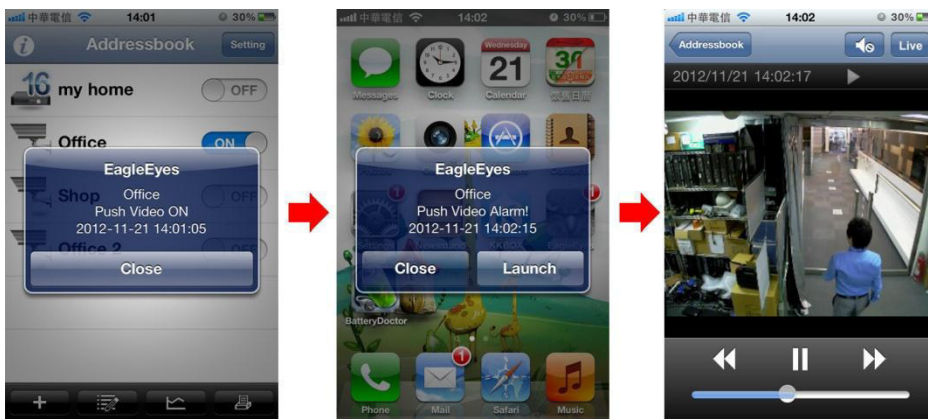 中華電信 14:01 30%
Addressbook Setting
16 my home OFF
Office ON
EagleEyes
Office
Push Video ON
2012-11-21 14:01:05
Shop OFF
Office 2 OFF
Close
中華電信 14:02 30%
Wednesday
21
Messages Clock Calendar
EagleEyes
Office
Push Video Alarm!
2012-11-21 14:02:15
1
Close Launch
BatteryDoctor
1
Phone Mail Safari Music
中華電信 14:02 30%
Addressbook Live
2012/11/21 14:02:17